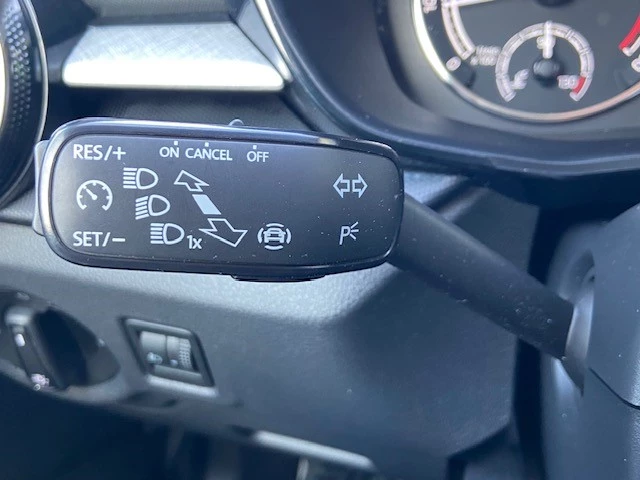 RES/+ ON CANCEL OFF
1x
SET/-
P